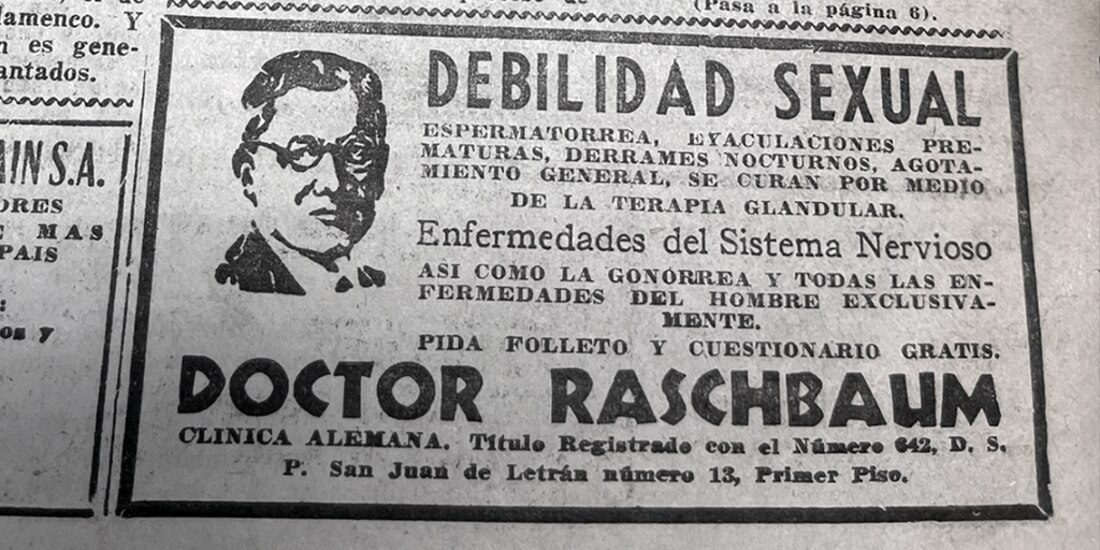 lamenco. Y
n es gene-
antados.
AIN S.A.
ORES
E MAS
PAIS
:
os y
(Pasa a la página 6).
DEBILIDAD SEXUAL
ESPERMATORREA, EYACULACIONES PRE-
MATURAS, DERRAMES NOCTURNOS, AGOTA-
MIENTO GENERAL, SE CURAN POR MEDIO
DE LA TERAPIA GLANDULAR.
Enfermedades del Sistema Nervioso
ASI COMO LA GONORREA Y TODAS LAS EN-
FERMEDADES DEL HOMBRE EXCLUSIVA-
MENTE.
PIDA FOLLETO Y CUESTIONARIO GRATIS.
DOCTOR RASCHBAUM
CLINICA ALEMANA. Título Registrado con el Número 642, D. S.
P. San Juan de Letrán número 13, Primer Piso.